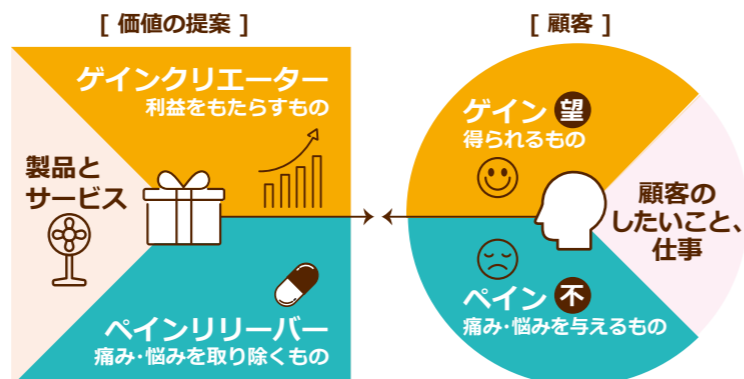 [ 価値の提案 ]
ゲインクリエーター
利益をもたらすもの
製品と
サービス
ペインリリーバー
痛み・悩みを取り除くもの
[ 顧客 ]
ゲイン 望
得られるもの
顧客の
したいこと、
仕事
ペイン 不
痛み・悩みを与えるもの